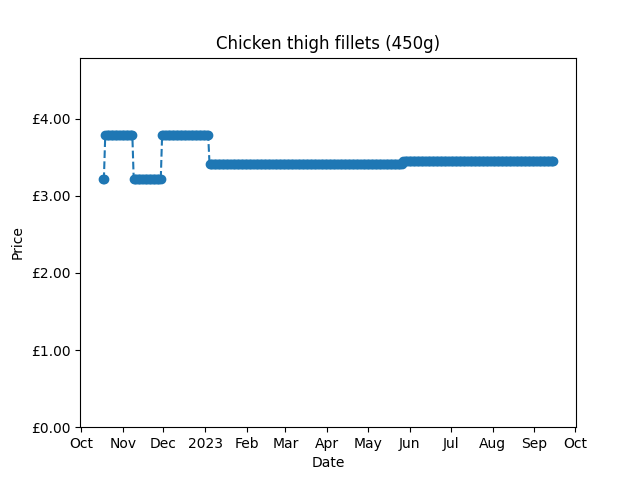 Chicken thigh fillets (450g)
£4.00
£3.00
£2.00
£1.00
£0.00
Price
Oct Nov Dec 2023 Feb Mar Apr May Jun Jul Aug Sep Oct
Date